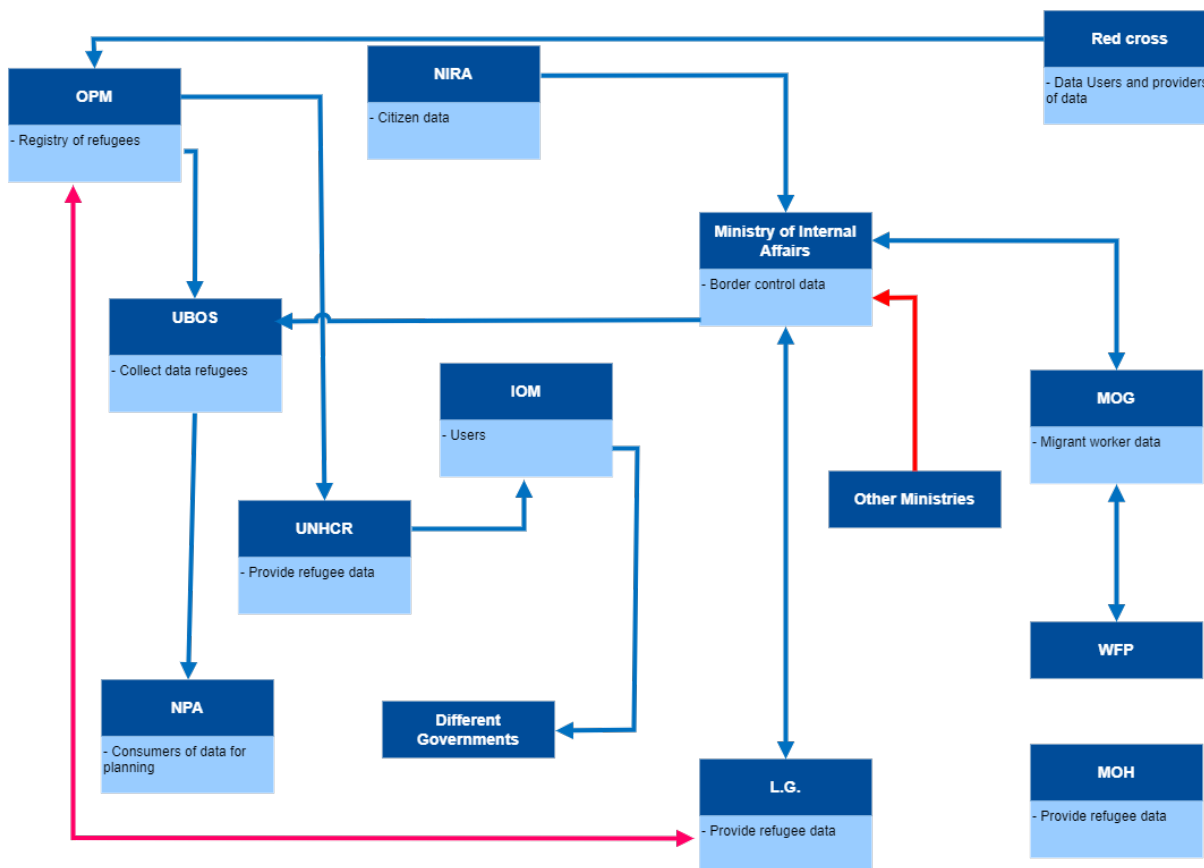 Red cross
- Data Users and providers
of data
OPM
- Registry of refugees
NIRA
- Citizen data
Ministry of Internal
Affairs
- Border control data
UBOS
- Collect data refugees
IOM
- Users
MOG
- Migrant worker data
Other Ministries
UNHCR
- Provide refugee data
WFP
NPA
- Consumers of data for
planning
Different
Governments
L.G.
- Provide refugee data
MOH
- Provide refugee data